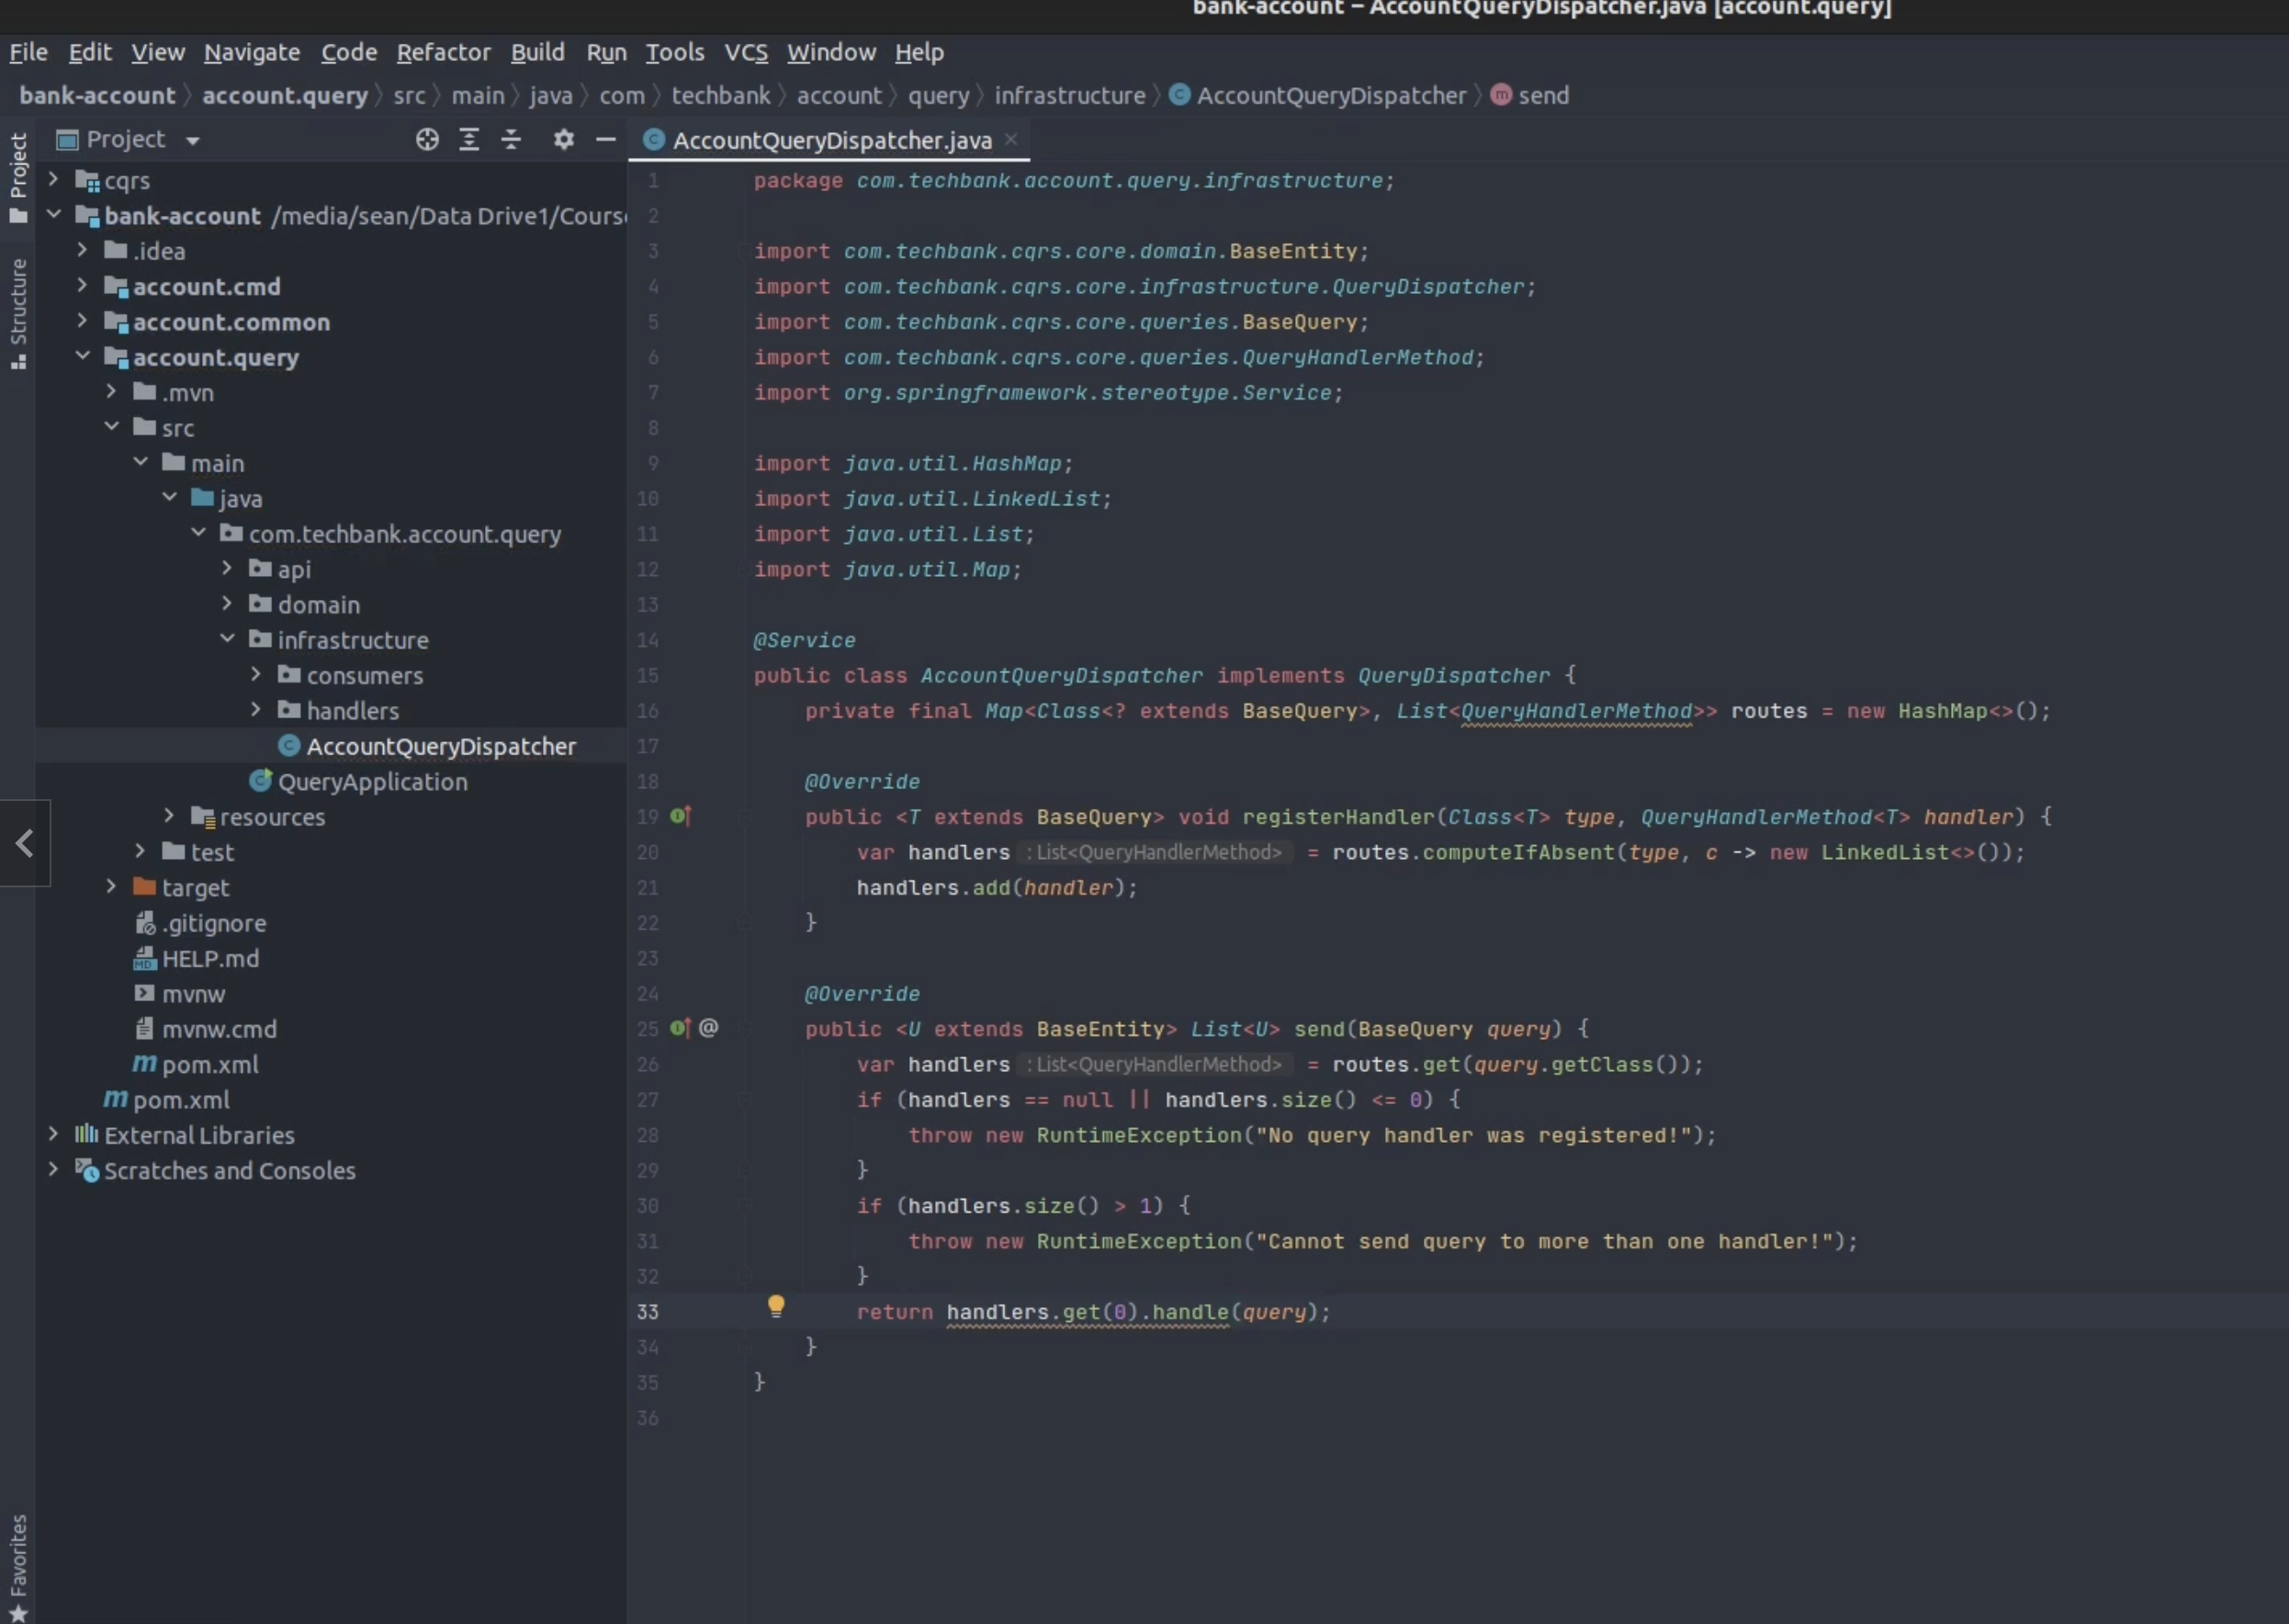 bank-account – AccountQueryDispatcher.java [account.query]
File Edit View Navigate Code Refactor Build Run Tools VCS Window Help
bank-account account.query src main java com techbank account query infrastructure AccountQueryDispatcher send
Project
Structure
Favorites
Project
cqrs
bank-account /media/sean/Data Drive1/Course
.idea
account.cmd
account.common
account.query
.mvn
src
main
java
com.techbank.account.query
api
domain
infrastructure
consumers
handlers
AccountQueryDispatcher
QueryApplication
resources
test
target
.gitignore
HELP.md
mvnw
mvnw.cmd
pom.xml
pom.xml
External Libraries
Scratches and Consoles
AccountQueryDispatcher.java
1 package com.techbank.account.query.infrastructure;
2
3 import com.techbank.cqrs.core.domain.BaseEntity;
4 import com.techbank.cqrs.core.infrastructure.QueryDispatcher;
5 import com.techbank.cqrs.core.queries.BaseQuery;
6 import com.techbank.cqrs.core.queries.QueryHandlerMethod;
7 import org.springframework.stereotype.Service;
8
9 import java.util.HashMap;
10 import java.util.LinkedList;
11 import java.util.List;
12 import java.util.Map;
13
14 @Service
15 public class AccountQueryDispatcher implements QueryDispatcher {
16 private final Map<Class<? extends BaseQuery>, List<QueryHandlerMethod>> routes = new HashMap<>();
17
18 @Override
19 public <T extends BaseQuery> void registerHandler(Class<T> type, QueryHandlerMethod<T> handler) {
20 var handlers : List<QueryHandlerMethod> = routes.computeIfAbsent(type, c -> new LinkedList<>());
21 handlers.add(handler);
22 }
23
24 @Override
25 @ public <U extends BaseEntity> List<U> send(BaseQuery query) {
26 var handlers : List<QueryHandlerMethod> = routes.get(query.getClass());
27 if (handlers == null || handlers.size() <= 0) {
28 throw new RuntimeException("No query handler was registered!");
29 }
30 if (handlers.size() > 1) {
31 throw new RuntimeException("Cannot send query to more than one handler!");
32 }
33 return handlers.get(0).handle(query);
34 }
35 }
36